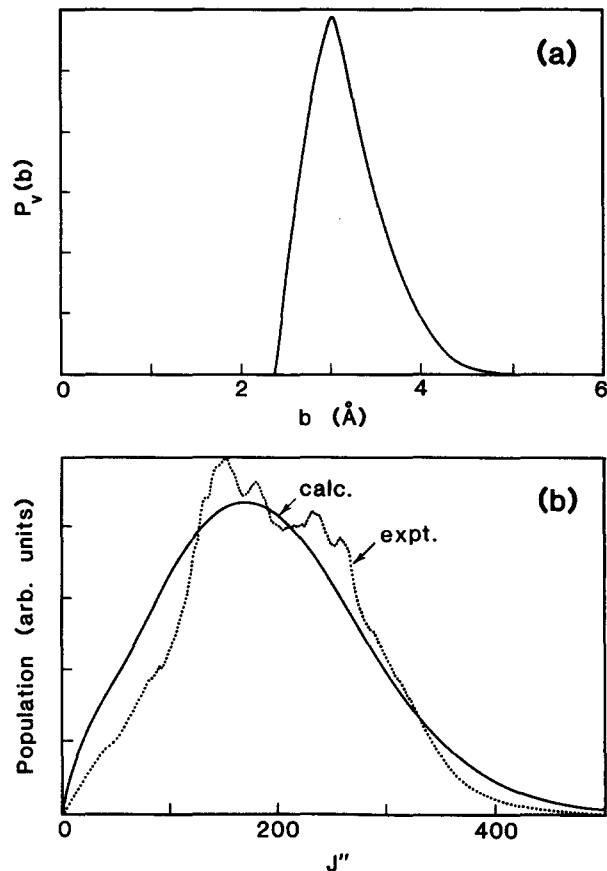 (a)
P_v(b)
0 2 4 6
b (Å)
(b)
calc.
expt.
Population (arb. units)
0 200 400
J''